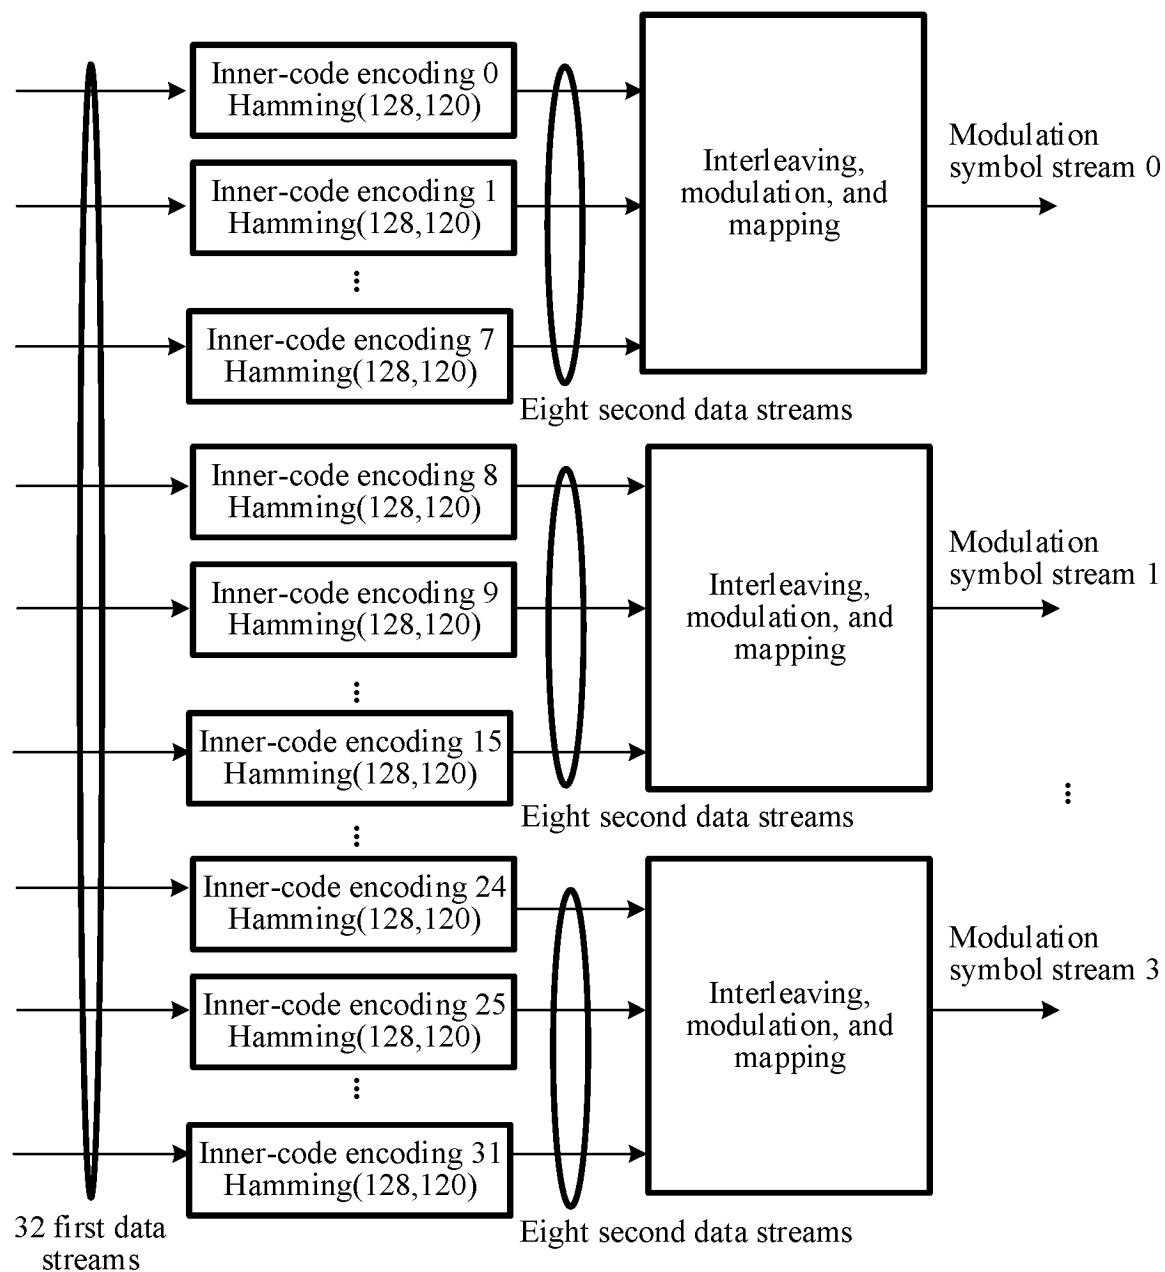 Inner-code encoding 0
Hamming(128,120)
Inner-code encoding 1
Hamming(128,120)
Inner-code encoding 7
Hamming(128,120)
Eight second data streams
Interleaving,
modulation, and
mapping
Modulation
symbol stream 0
Inner-code encoding 8
Hamming(128,120)
Inner-code encoding 9
Hamming(128,120)
Inner-code encoding 15
Hamming(128,120)
Eight second data streams
Interleaving,
modulation, and
mapping
Modulation
symbol stream 1
Inner-code encoding 24
Hamming(128,120)
Inner-code encoding 25
Hamming(128,120)
Inner-code encoding 31
Hamming(128,120)
Eight second data streams
Interleaving,
modulation, and
mapping
Modulation
symbol stream 3
32 first data
streams